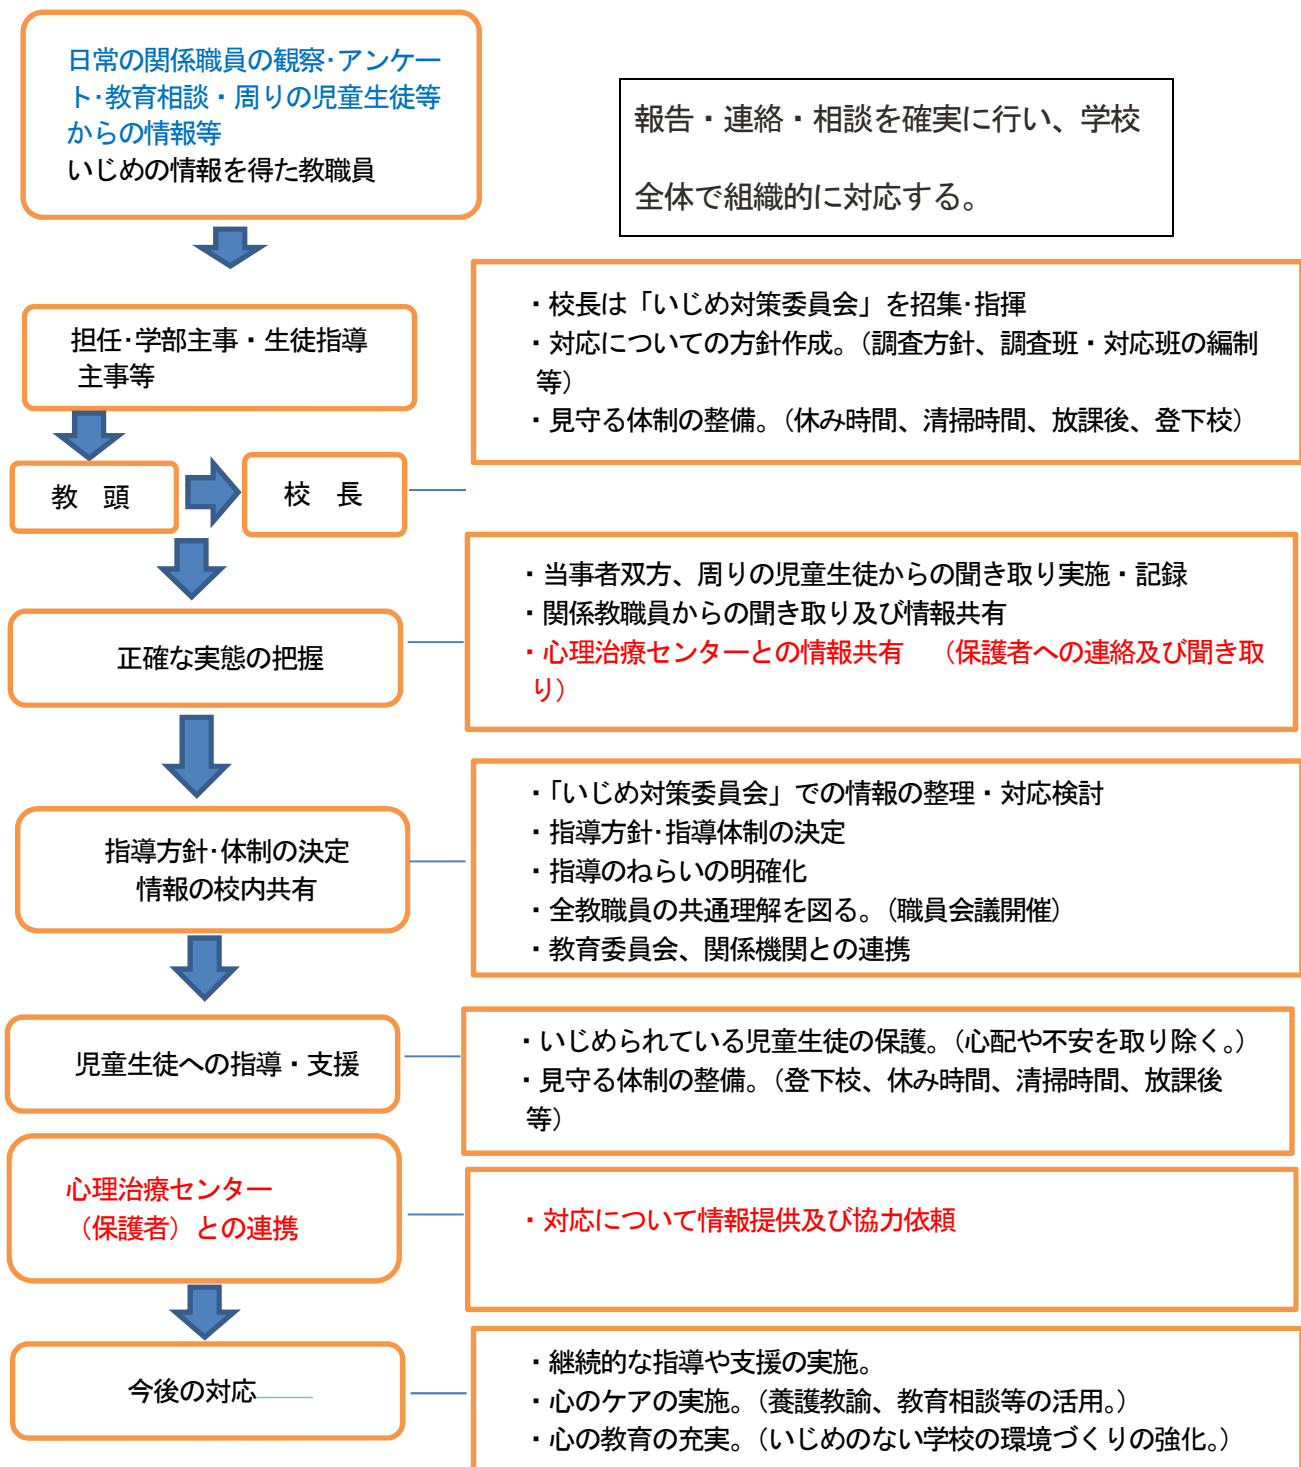 日常の関係職員の観察･アンケー
ト･教育相談・周りの児童生徒等
からの情報等
いじめの情報を得た教職員
報告・連絡・相談を確実に行い、学校
全体で組織的に対応する。
担任･学部主事・生徒指導
主事等
・校長は「いじめ対策委員会」を招集･指揮
・対応についての方針作成。（調査方針、調査班・対応班の編制
等）
・見守る体制の整備。（休み時間、清掃時間、放課後、登下校）
教　頭
校　長
正確な実態の把握
・当事者双方、周りの児童生徒からの聞き取り実施・記録
・関係教職員からの聞き取り及び情報共有
・心理治療センターとの情報共有　（保護者への連絡及び聞き取
り）
指導方針･体制の決定
情報の校内共有
・「いじめ対策委員会」での情報の整理・対応検討
・指導方針･指導体制の決定
・指導のねらいの明確化
・全教職員の共通理解を図る。（職員会議開催）
・教育委員会、関係機関との連携
児童生徒への指導・支援
・いじめられている児童生徒の保護。（心配や不安を取り除く。）
・見守る体制の整備。（登下校、休み時間、清掃時間、放課後
等）
心理治療センター
（保護者）との連携
・対応について情報提供及び協力依頼
今後の対応
・継続的な指導や支援の実施。
・心のケアの実施。（養護教諭、教育相談等の活用。）
・心の教育の充実。（いじめのない学校の環境づくりの強化。）